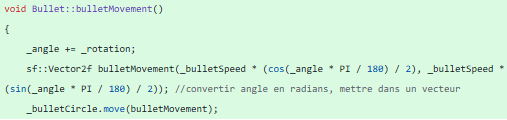 void Bullet::bulletMovement()
{
_angle += _rotation;
sf::Vector2f bulletMovement(_bulletSpeed * (cos(_angle * PI / 180) / 2), _bulletSpeed *
(sin(_angle * PI / 180) / 2)); //convertir angle en radians, mettre dans un vecteur
_bulletCircle.move(bulletMovement);